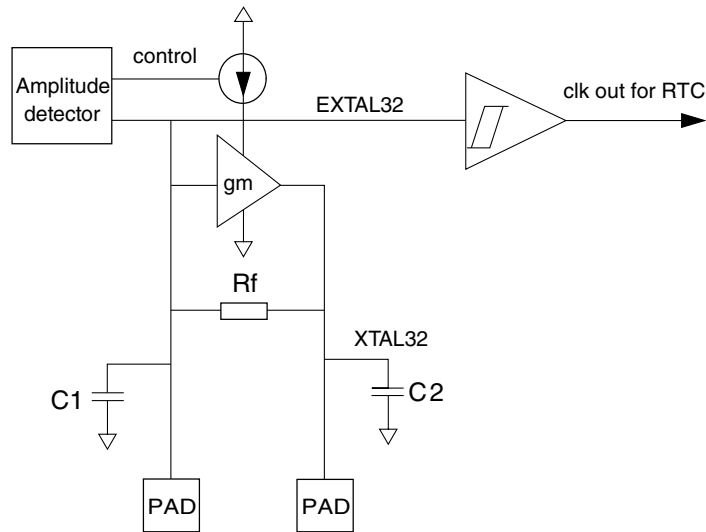 control
Amplitude
detector
EXTAL32
clk out for RTC
gm
Rf
XTAL32
C1
C2
PAD
PAD